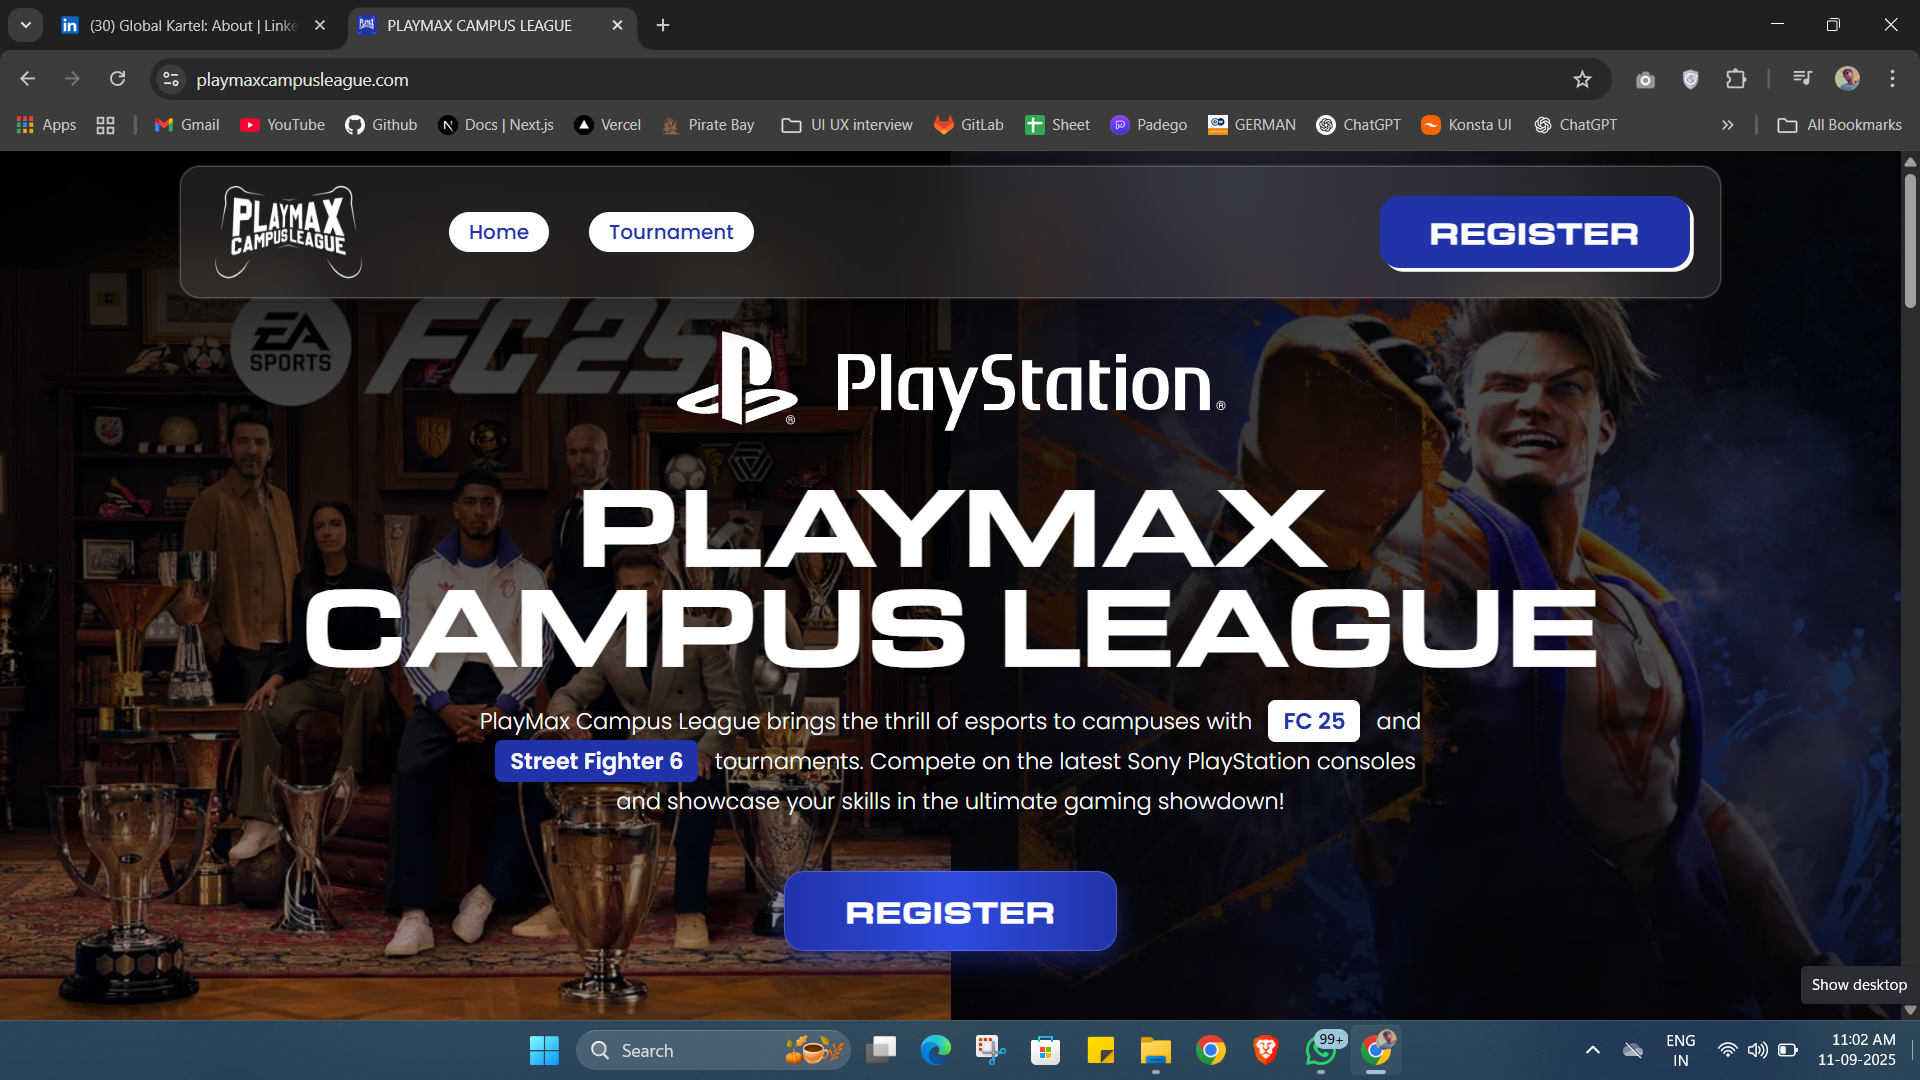 (30) Global Kartel: About | Linke
PLAYMAX CAMPUS LEAGUE
playmaxcampusleague.com
Apps
Gmail
YouTube
Github
Docs | Next.js
Vercel
Pirate Bay
UI UX interview
GitLab
Sheet
Padego
GERMAN
ChatGPT
Konsta UI
ChatGPT
All Bookmarks
PLAYMAX
CAMPUS LEAGUE
Home
Tournament
REGISTER
EA
SPORTS
FC25
PlayStation®
PLAYMAX
CAMPUS LEAGUE
PlayMax Campus League brings the thrill of esports to campuses with FC 25 and
Street Fighter 6 tournaments. Compete on the latest Sony PlayStation consoles
and showcase your skills in the ultimate gaming showdown!
REGISTER
Show desktop
Search
99+
ENG
IN
11:02 AM
11-09-2025